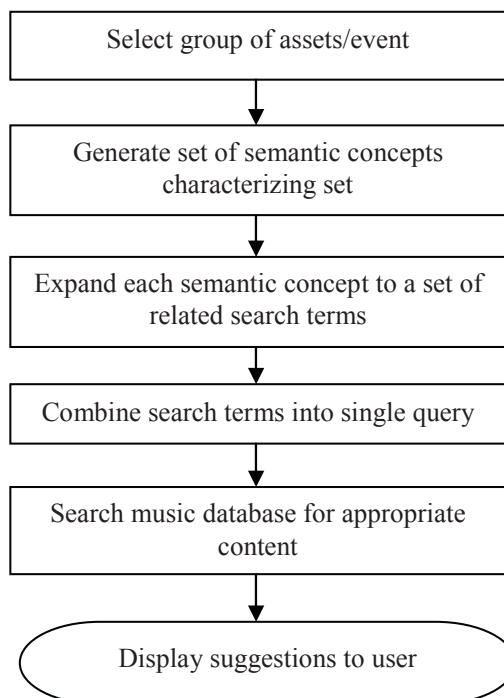 Select group of assets/event
Generate set of semantic concepts
characterizing set
Expand each semantic concept to a set of
related search terms
Combine search terms into single query
Search music database for appropriate
content
Display suggestions to user